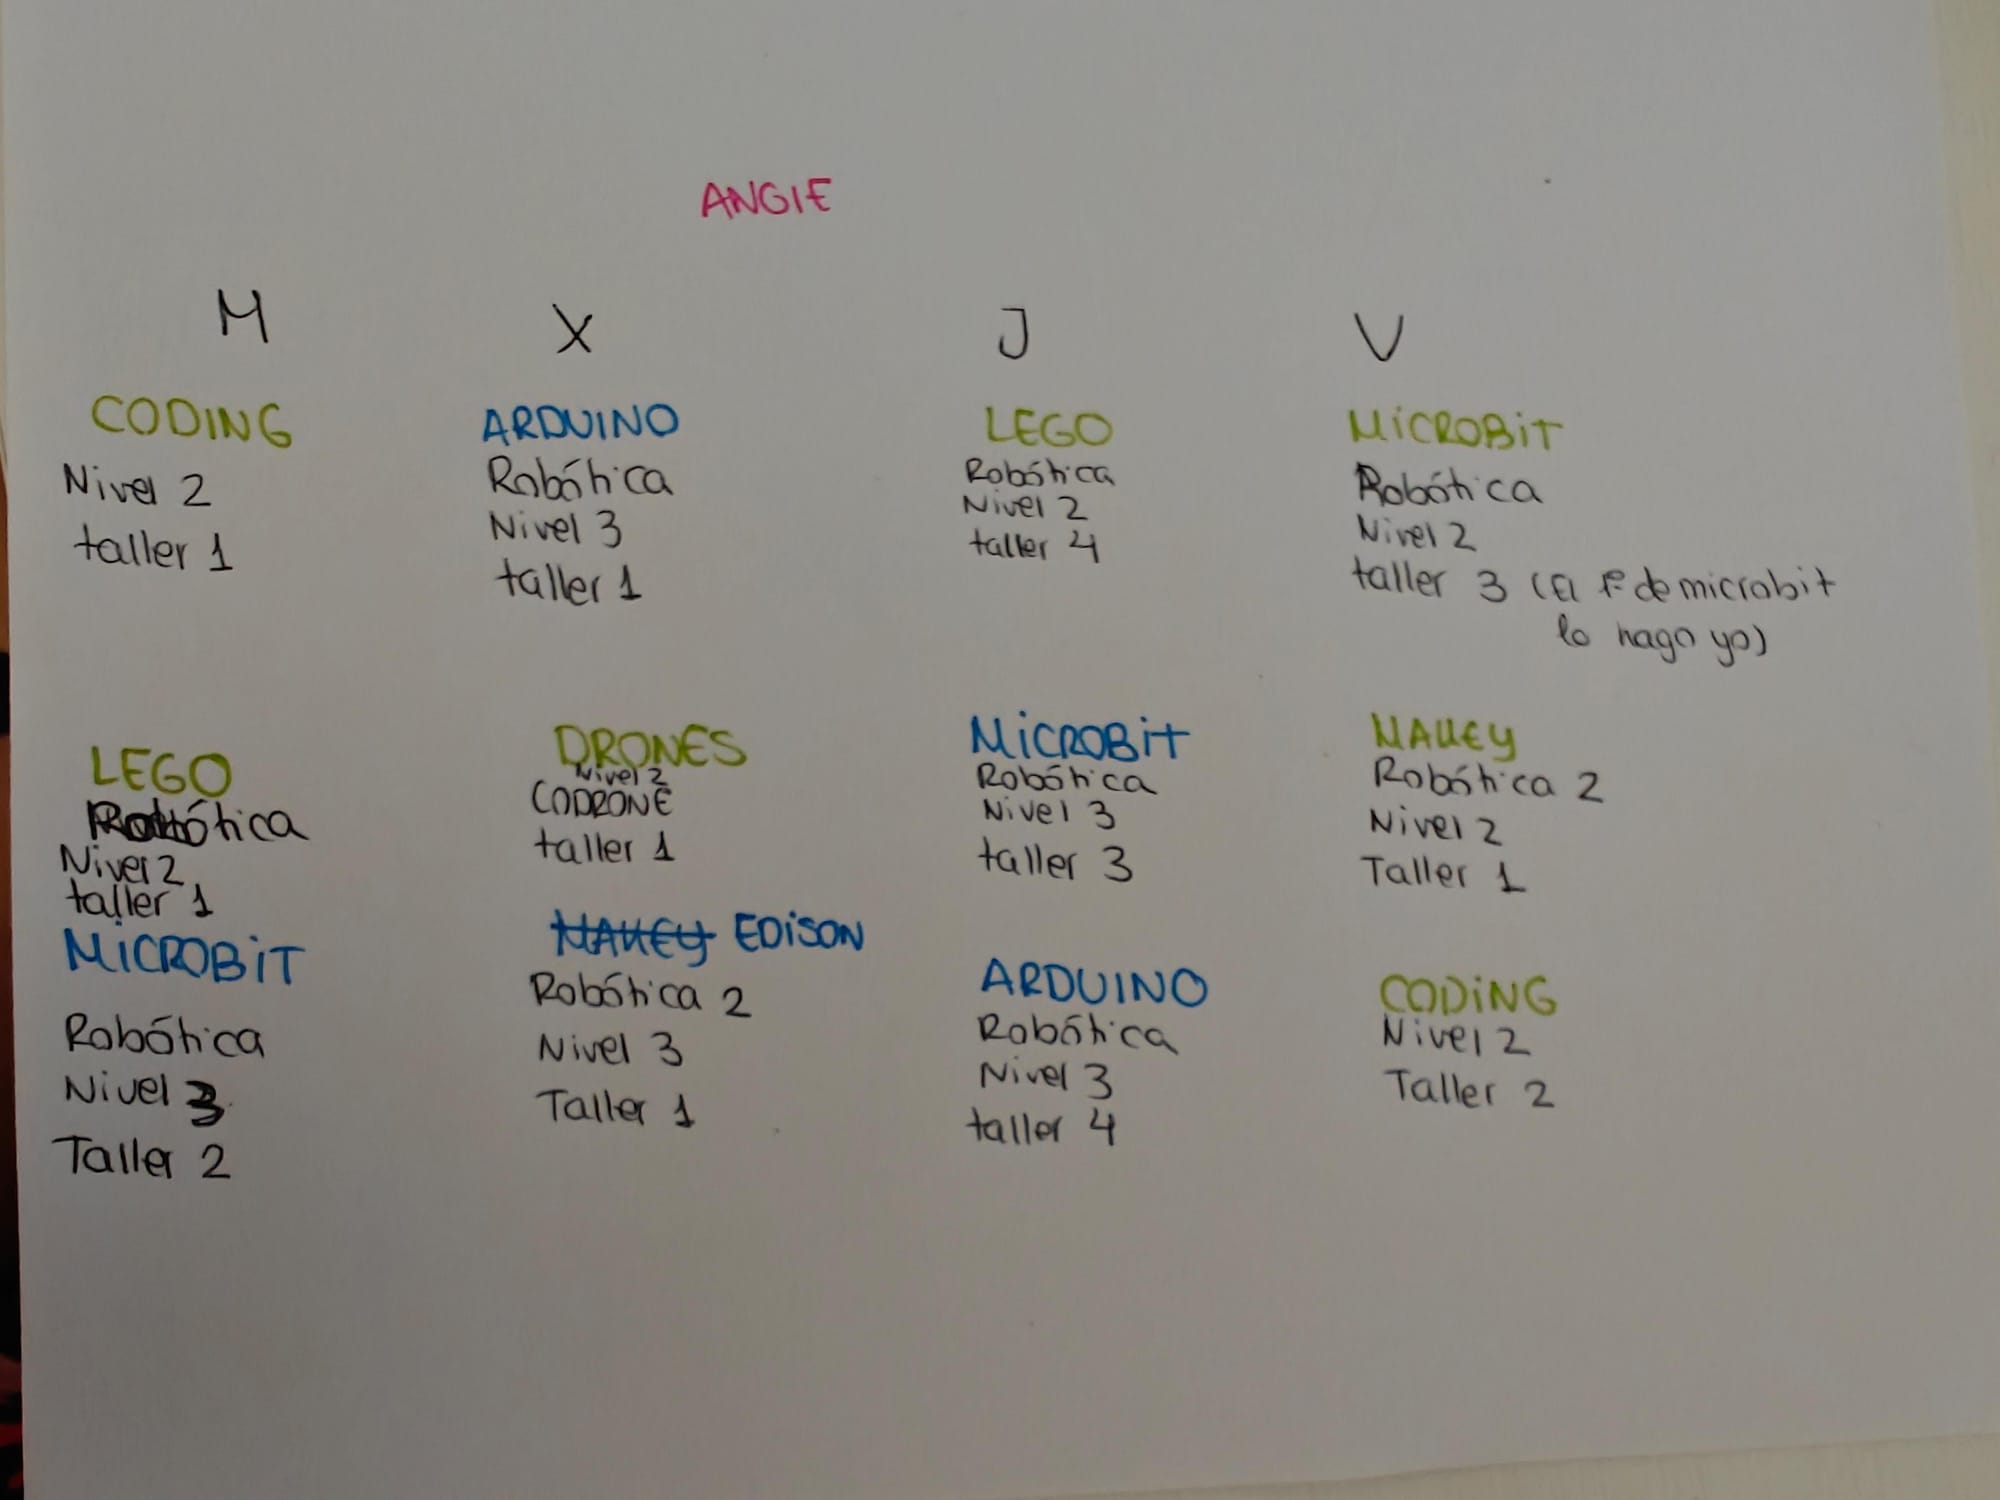 ANGIE
M
X
J
V
CODING
Nivel 2
taller 1
LEGO
Robótica
Nivel 2
taller 1
MiCROBiT
Robótica
Nivel 3
Taller 2
ARDUINO
Robótica
Nivel 3
taller 1
DRONES
Nivel 2
CODRONE
taller 1
MAKEY EDiSON
Robótica 2
Nivel 3
Taller 1
LEGO
Robótica
Nivel 2
taller 4
MiCROBiT
Robótica
Nivel 3
taller 3
ARDUINO
Robótica
Nivel 3
taller 4
MiCROBiT
Robótica
Nivel 2
taller 3 (El de microbit
lo hago yo)
MAKEY
Robótica 2
Nivel 2
Taller 1
CODiNG
Nivel 2
Taller 2